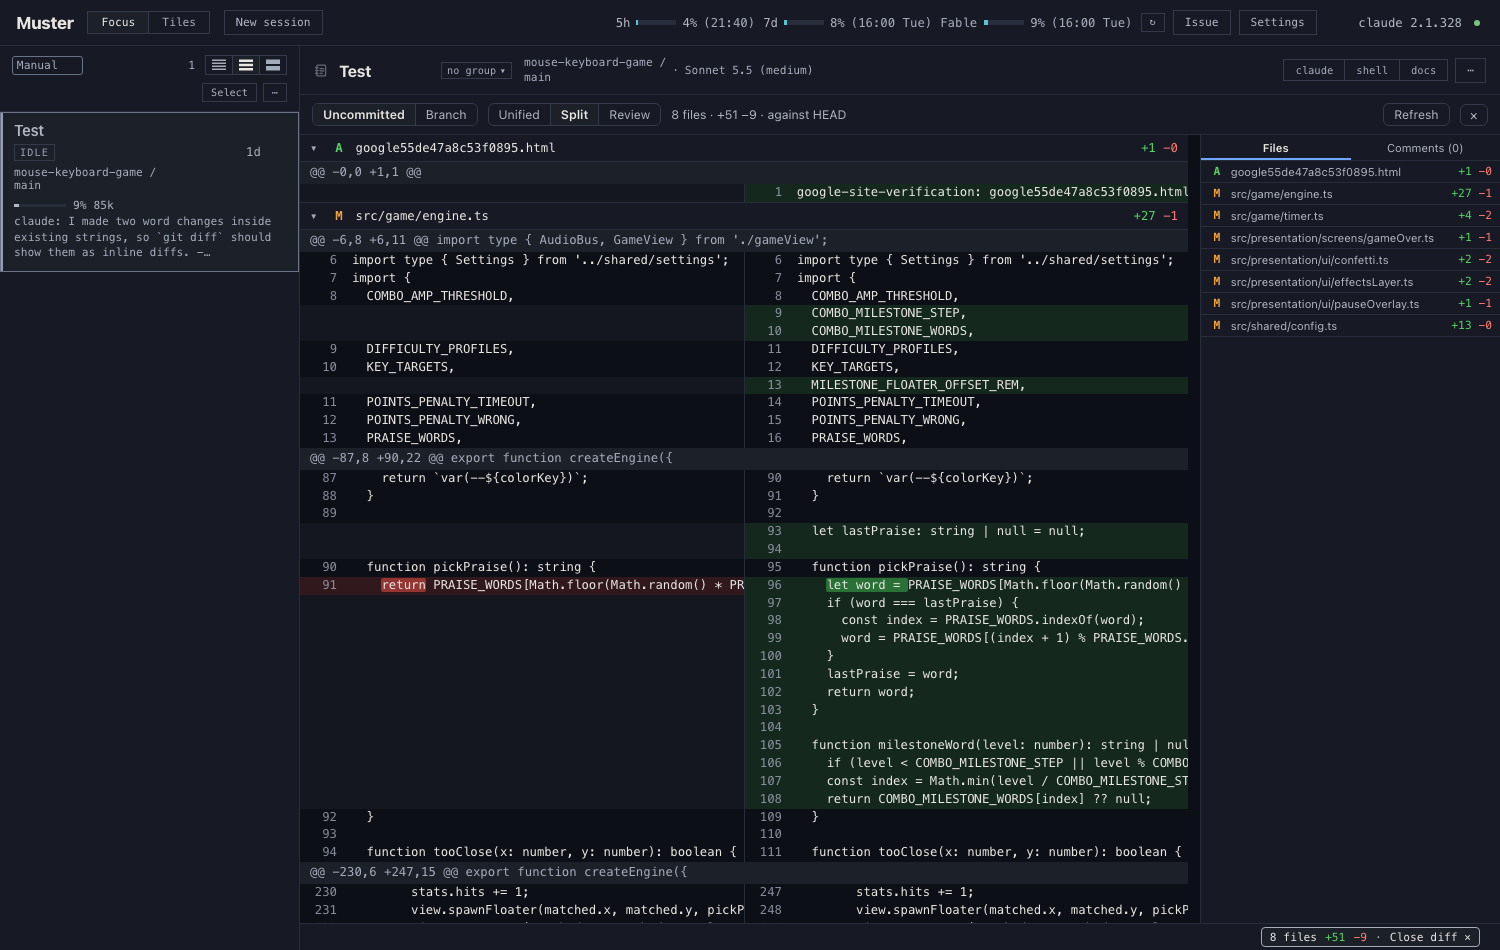 Muster Focus Tiles New session 5h 4% (21:40) 7d 8% (16:00 Tue) Fable 9% (16:00 Tue) ↻ Issue Settings claude 2.1.328
Manual 1
Select ⋯
Test
IDLE 1d
mouse-keyboard-game /
main
9% 85k
claude: I made two word changes inside
existing strings, so `git diff` should
show them as inline diffs. —…
Test no group ▾ mouse-keyboard-game /
main · Sonnet 5.5 (medium) claude shell docs ⋯
Uncommitted Branch Unified Split Review 8 files · +51 −9 · against HEAD Refresh ×
▾ A google55de47a8c53f0895.html +1 −0
@@ −0,0 +1,1 @@
1 google-site-verification: google55de47a8c53f0895.html
▾ M src/game/engine.ts +27 −1
@@ −6,8 +6,11 @@ import type { AudioBus, GameView } from './gameView';
6 import type { Settings } from '../shared/settings'; 6 import type { Settings } from '../shared/settings';
7 import { 7 import {
8 COMBO_AMP_THRESHOLD, 8 COMBO_AMP_THRESHOLD,
9 COMBO_MILESTONE_STEP,
10 COMBO_MILESTONE_WORDS,
9 DIFFICULTY_PROFILES, 11 DIFFICULTY_PROFILES,
10 KEY_TARGETS, 12 KEY_TARGETS,
13 MILESTONE_FLOATER_OFFSET_REM,
11 POINTS_PENALTY_TIMEOUT, 14 POINTS_PENALTY_TIMEOUT,
12 POINTS_PENALTY_WRONG, 15 POINTS_PENALTY_WRONG,
13 PRAISE_WORDS, 16 PRAISE_WORDS,
@@ −87,8 +90,22 @@ export function createEngine({
87 return `var(--${colorKey})`; 90 return `var(--${colorKey})`;
88 } 91 }
89 92
93 let lastPraise: string | null = null;
94
90 function pickPraise(): string { 95 function pickPraise(): string {
91 return PRAISE_WORDS[Math.floor(Math.random() * PR 96 let word = PRAISE_WORDS[Math.floor(Math.random()
97 if (word === lastPraise) {
98 const index = PRAISE_WORDS.indexOf(word);
99 word = PRAISE_WORDS[(index + 1) % PRAISE_WORDS.
100 }
101 lastPraise = word;
102 return word;
103 }
104
105 function milestoneWord(level: number): string | nul
106 if (level < COMBO_MILESTONE_STEP || level % COMBO
107 const index = Math.min(level / COMBO_MILESTONE_ST
108 return COMBO_MILESTONE_WORDS[index] ?? null;
92 } 109 }
93 110
94 function tooClose(x: number, y: number): boolean { 111 function tooClose(x: number, y: number): boolean {
@@ −230,6 +247,15 @@ export function createEngine({
230 stats.hits += 1; 247 stats.hits += 1;
231 view.spawnFloater(matched.x, matched.y, pickP 248 view.spawnFloater(matched.x, matched.y, pickP
Files Comments (0)
A google55de47a8c53f0895.html +1 −0
M src/game/engine.ts +27 −1
M src/game/timer.ts +4 −2
M src/presentation/screens/gameOver.ts +1 −1
M src/presentation/ui/confetti.ts +2 −2
M src/presentation/ui/effectsLayer.ts +2 −2
M src/presentation/ui/pauseOverlay.ts +1 −1
M src/shared/config.ts +13 −0
8 files +51 −9 · Close diff ×